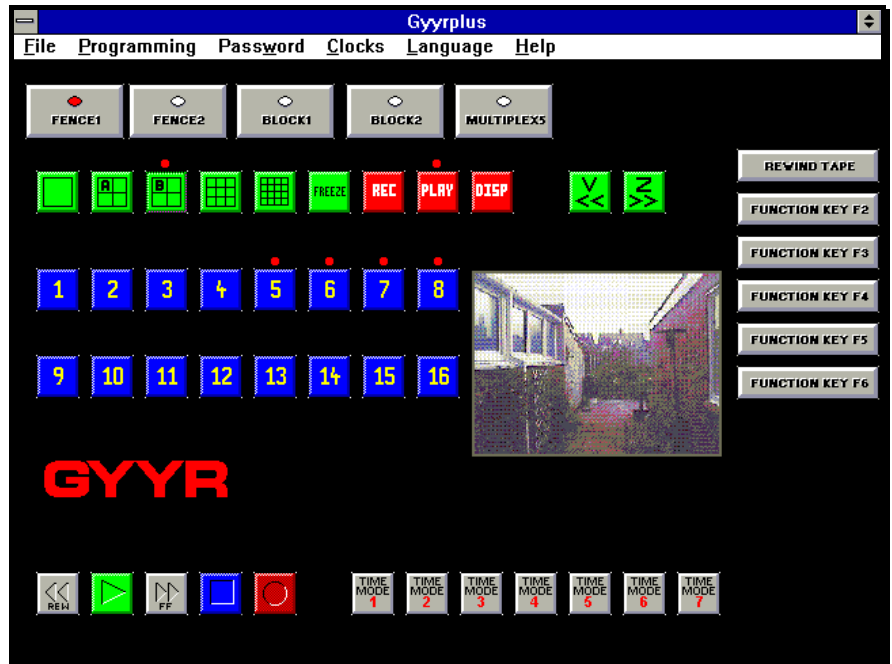 Gyyrplus
File Programming Password Clocks Language Help
FENCE1 FENCE2 BLOCK1 BLOCK2 MULTIPLEX5
REWIND TAPE
A B FREEZE REC PLAY DISP V << Z >>
FUNCTION KEY F2
FUNCTION KEY F3
1 2 3 4 5 6 7 8
FUNCTION KEY F4
FUNCTION KEY F5
9 10 11 12 13 14 15 16
FUNCTION KEY F6
GYYR
REW FF
TIME MODE 1 TIME MODE 2 TIME MODE 3 TIME MODE 4 TIME MODE 5 TIME MODE 6 TIME MODE 7